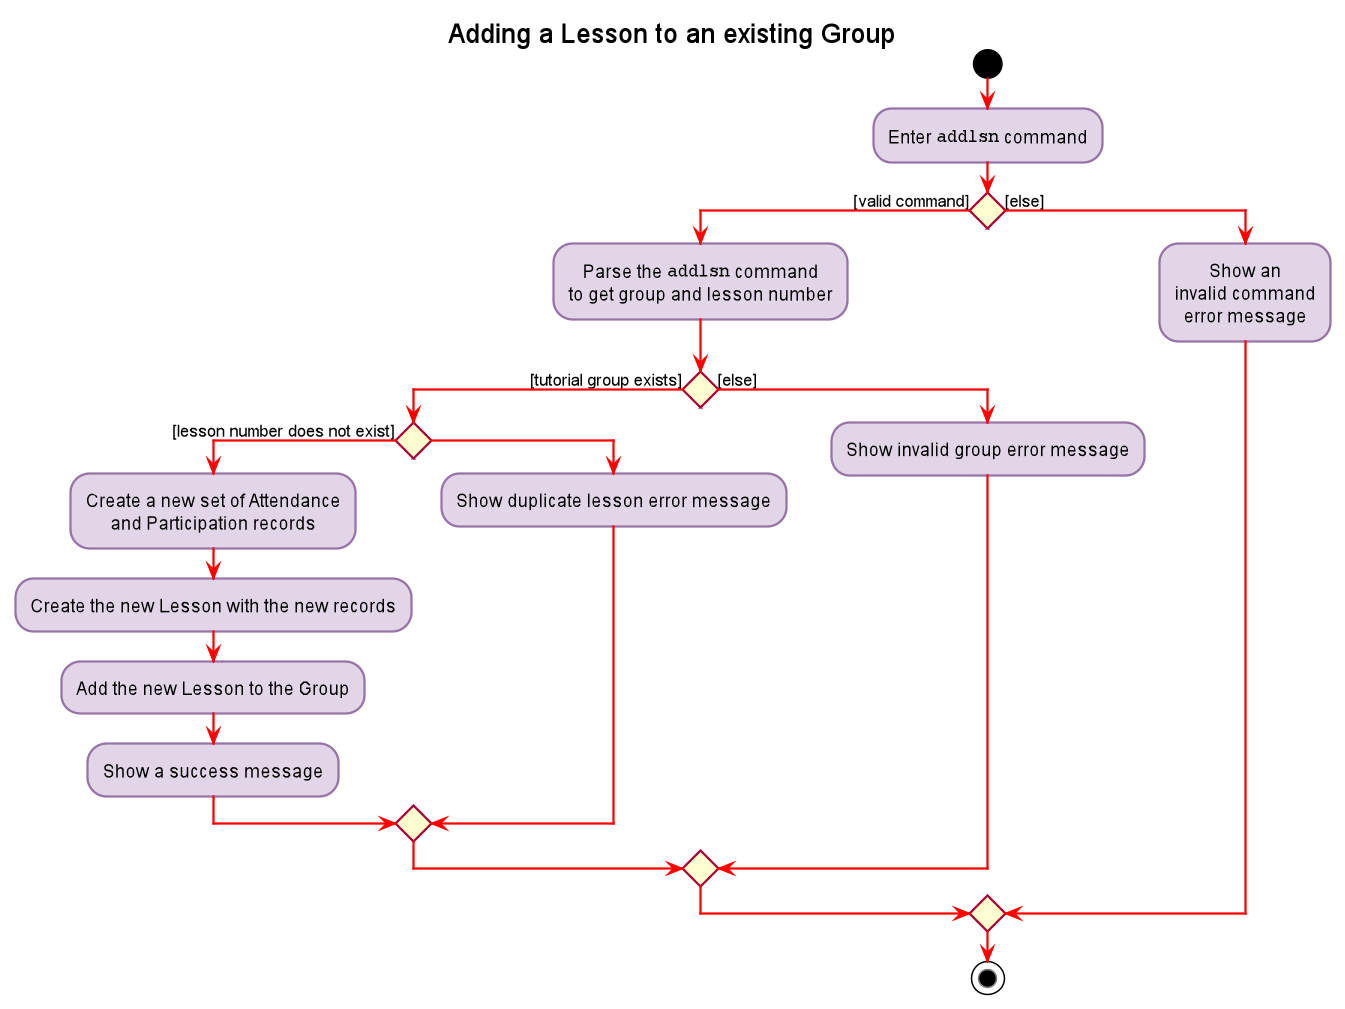 Adding a Lesson to an existing Group
Enter addlsn command
[valid command]
[else]
Parse the addlsn command
to get group and lesson number
Show an
invalid command
error message
[tutorial group exists]
[else]
[lesson number does not exist]
Show invalid group error message
Create a new set of Attendance
and Participation records
Show duplicate lesson error message
Create the new Lesson with the new records
Add the new Lesson to the Group
Show a success message